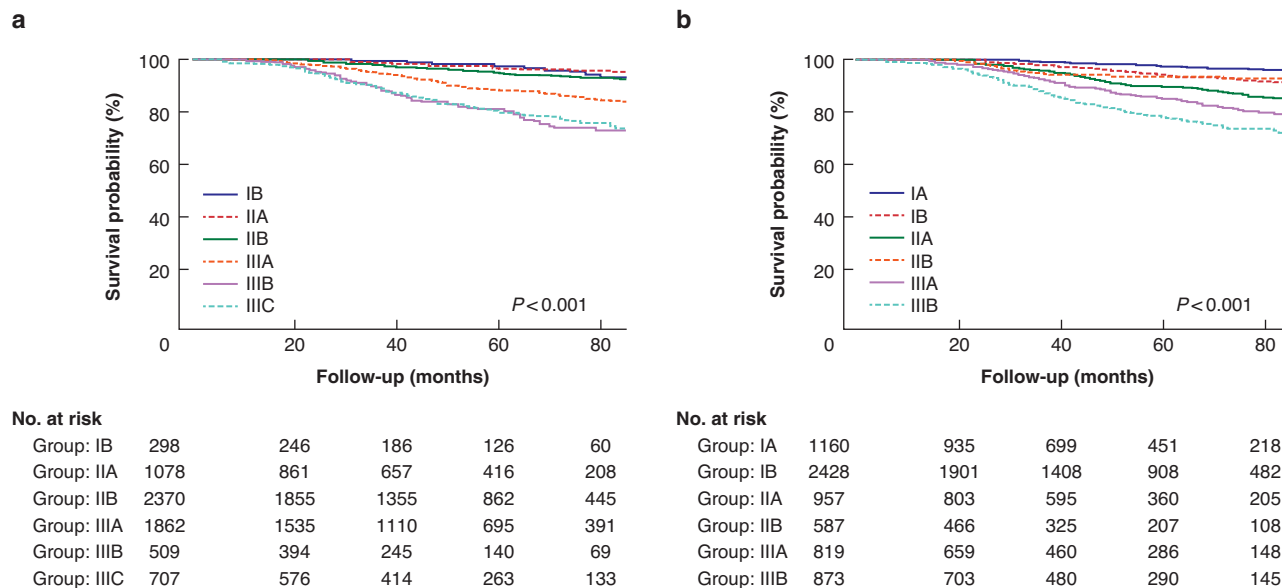 a
Survival probability (%)
100
80
60
40
20
0
IB
IIA
IIB
IIIA
IIIB
IIIC
P < 0.001
20 40 60 80
Follow-up (months)
No. at risk
Group: IB 298 246 186 126 60
Group: IIA 1078 861 657 416 208
Group: IIB 2370 1855 1355 862 445
Group: IIIA 1862 1535 1110 695 391
Group: IIIB 509 394 245 140 69
Group: IIIC 707 576 414 263 133
b
Survival probability (%)
100
80
60
40
20
0
IA
IB
IIA
IIB
IIIA
IIIB
P < 0.001
20 40 60 80
Follow-up (months)
No. at risk
Group: IA 1160 935 699 451 218
Group: IB 2428 1901 1408 908 482
Group: IIA 957 803 595 360 205
Group: IIB 587 466 325 207 108
Group: IIIA 819 659 460 286 148
Group: IIIB 873 703 480 290 145